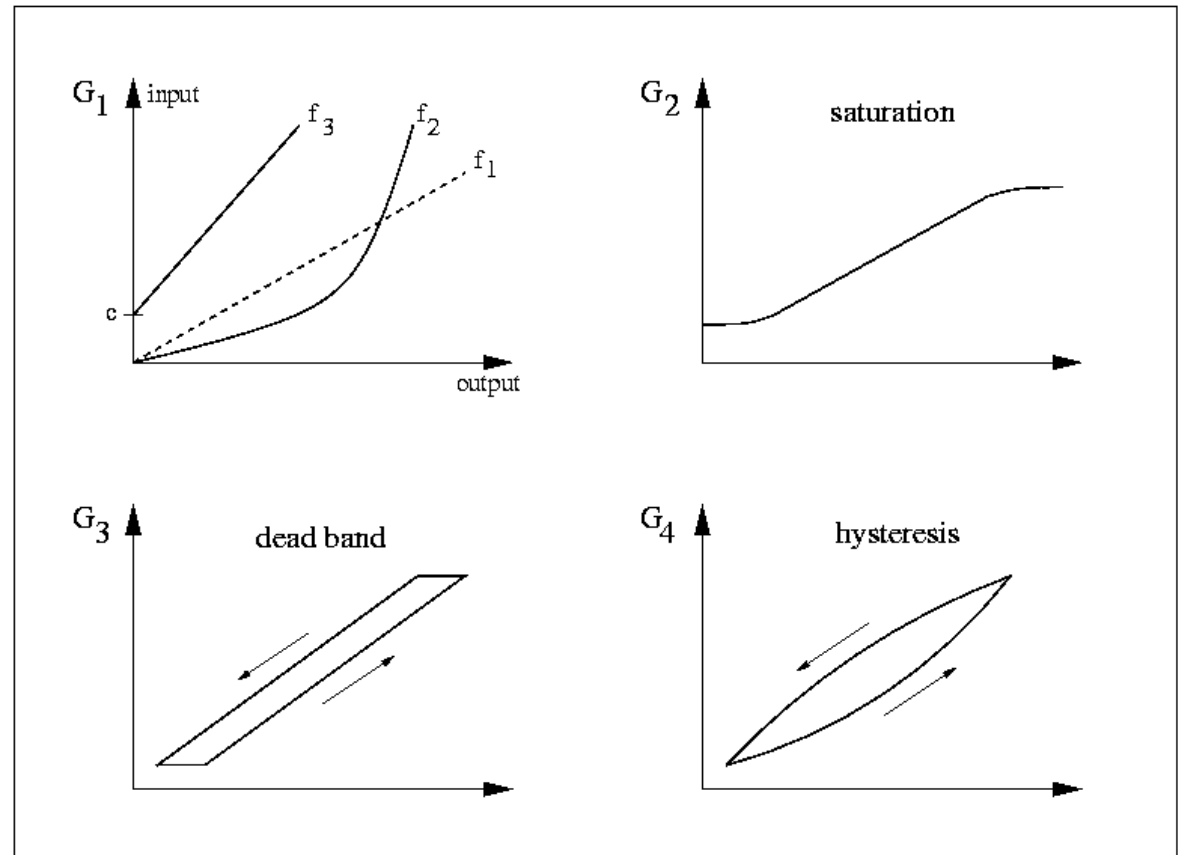 G1 input
f3
f2
f1
c
output
G2
saturation
G3
dead band
G4
hysteresis